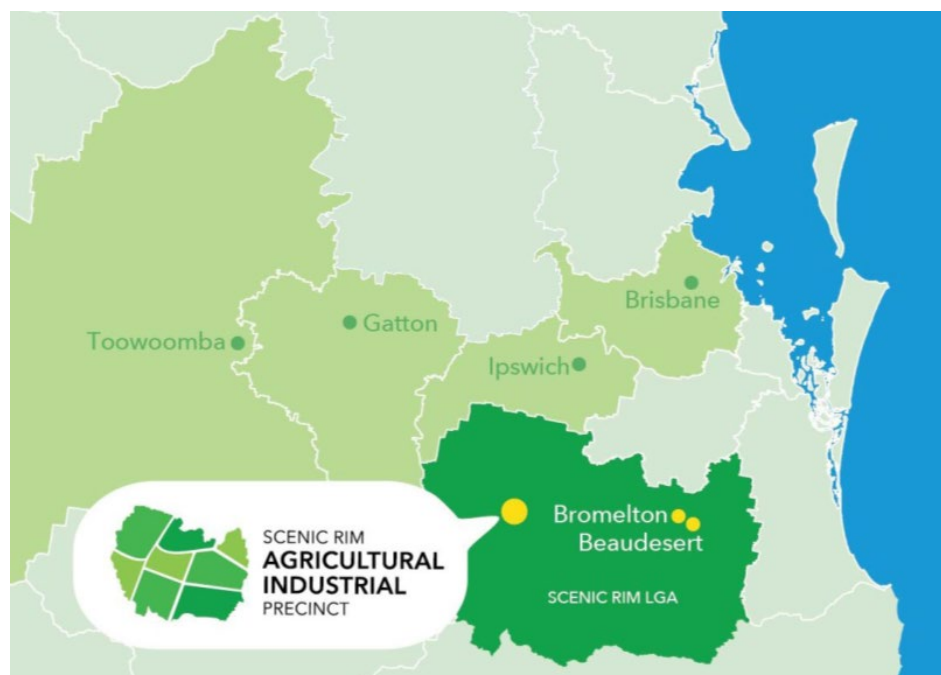 Brisbane
Gatton
Toowoomba
Ipswich
Bromelton
Beaudesert
SCENIC RIM
AGRICULTURAL
INDUSTRIAL
PRECINCT
SCENIC RIM LGA